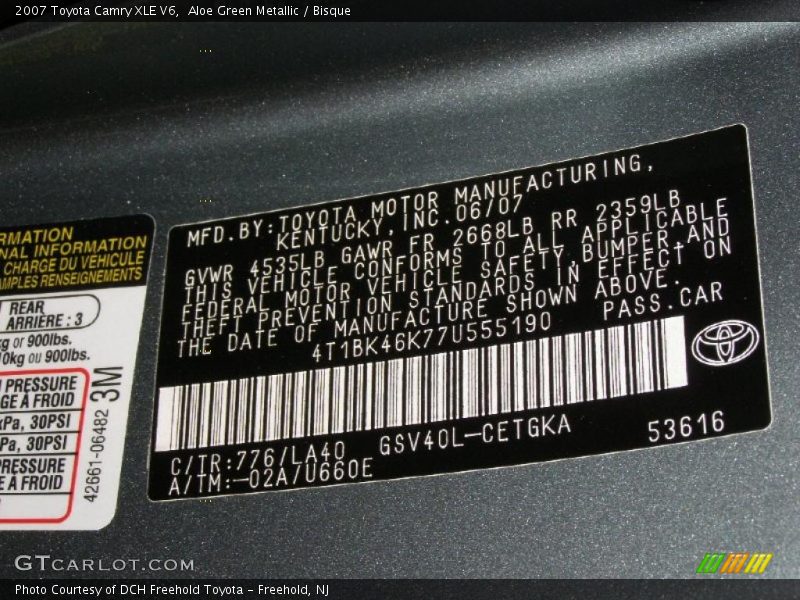 2007 Toyota Camry XLE V6,  Aloe Green Metallic / Bisque
RMATION
NAL INFORMATION
CHARGE DU VÉHICULE
AMPLES RENSEIGNEMENTS
REAR
ARRIÈRE : 3
kg or 900lbs.
0kg ou 900lbs.
PRESSURE
GE À FROID
kPa, 30PSI
kPa, 30PSI
PRESSURE
E À FROID
42661-06482 3M
MFD.BY:TOYOTA MOTOR MANUFACTURING,
KENTUCKY,INC.06/07
GVWR 4535LB GAWR FR 2668LB RR 2359LB
THIS VEHICLE CONFORMS TO ALL APPLICABLE
FEDERAL MOTOR VEHICLE SAFETY,BUMPER,AND
THEFT PREVENTION STANDARDS IN EFFECT ON
THE DATE OF MANUFACTURE SHOWN ABOVE.
4T1BK46K77U555190 PASS.CAR
C/TR:776/LA40 GSV40L-CETGKA 53616
A/TM:-02A/U660E
GTCARLOT.COM
Photo Courtesy of DCH Freehold Toyota - Freehold, NJ